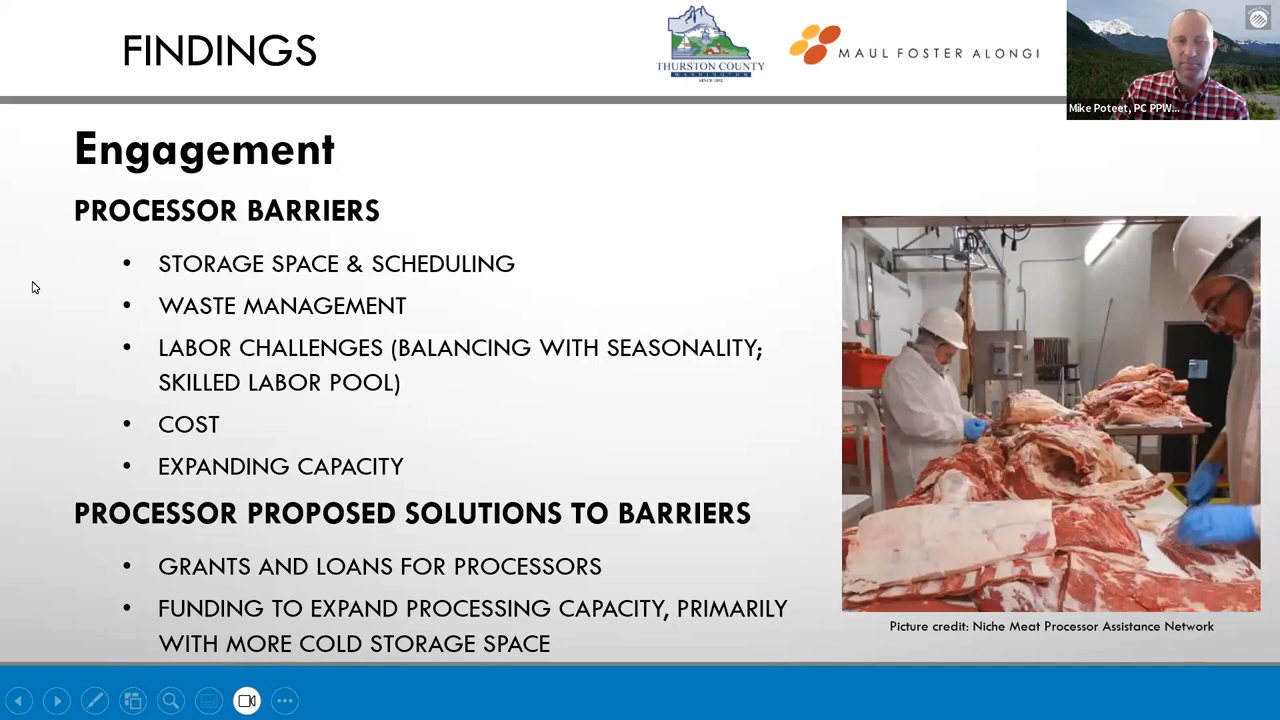 FINDINGS
THURSTON COUNTY
WASHINGTON
SINCE 1852
MAUL FOSTER ALONGI
Mike Poteet, PC PPW...
Engagement
PROCESSOR BARRIERS
• STORAGE SPACE & SCHEDULING
• WASTE MANAGEMENT
• LABOR CHALLENGES (BALANCING WITH SEASONALITY;
SKILLED LABOR POOL)
• COST
• EXPANDING CAPACITY
PROCESSOR PROPOSED SOLUTIONS TO BARRIERS
• GRANTS AND LOANS FOR PROCESSORS
• FUNDING TO EXPAND PROCESSING CAPACITY, PRIMARILY
WITH MORE COLD STORAGE SPACE
Picture credit: Niche Meat Processor Assistance Network